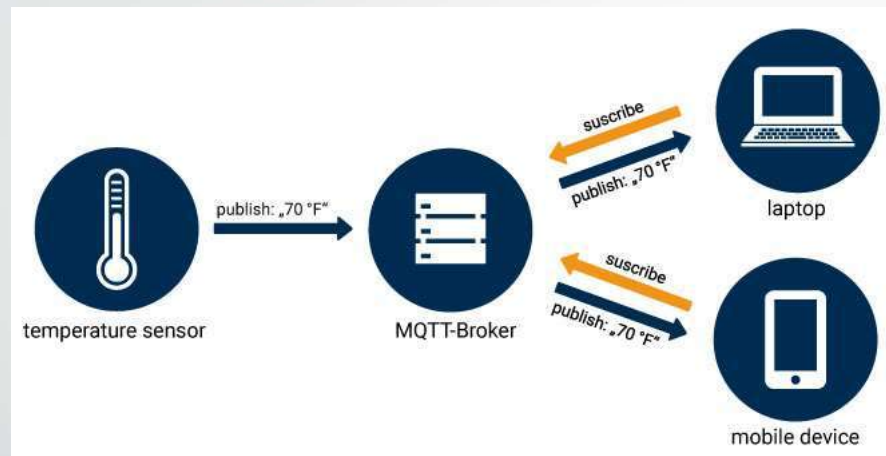 suscribe
publish: „70 °F“
laptop
publish: „70 °F“
temperature sensor
MQTT-Broker
suscribe
publish: „70 °F“
mobile device